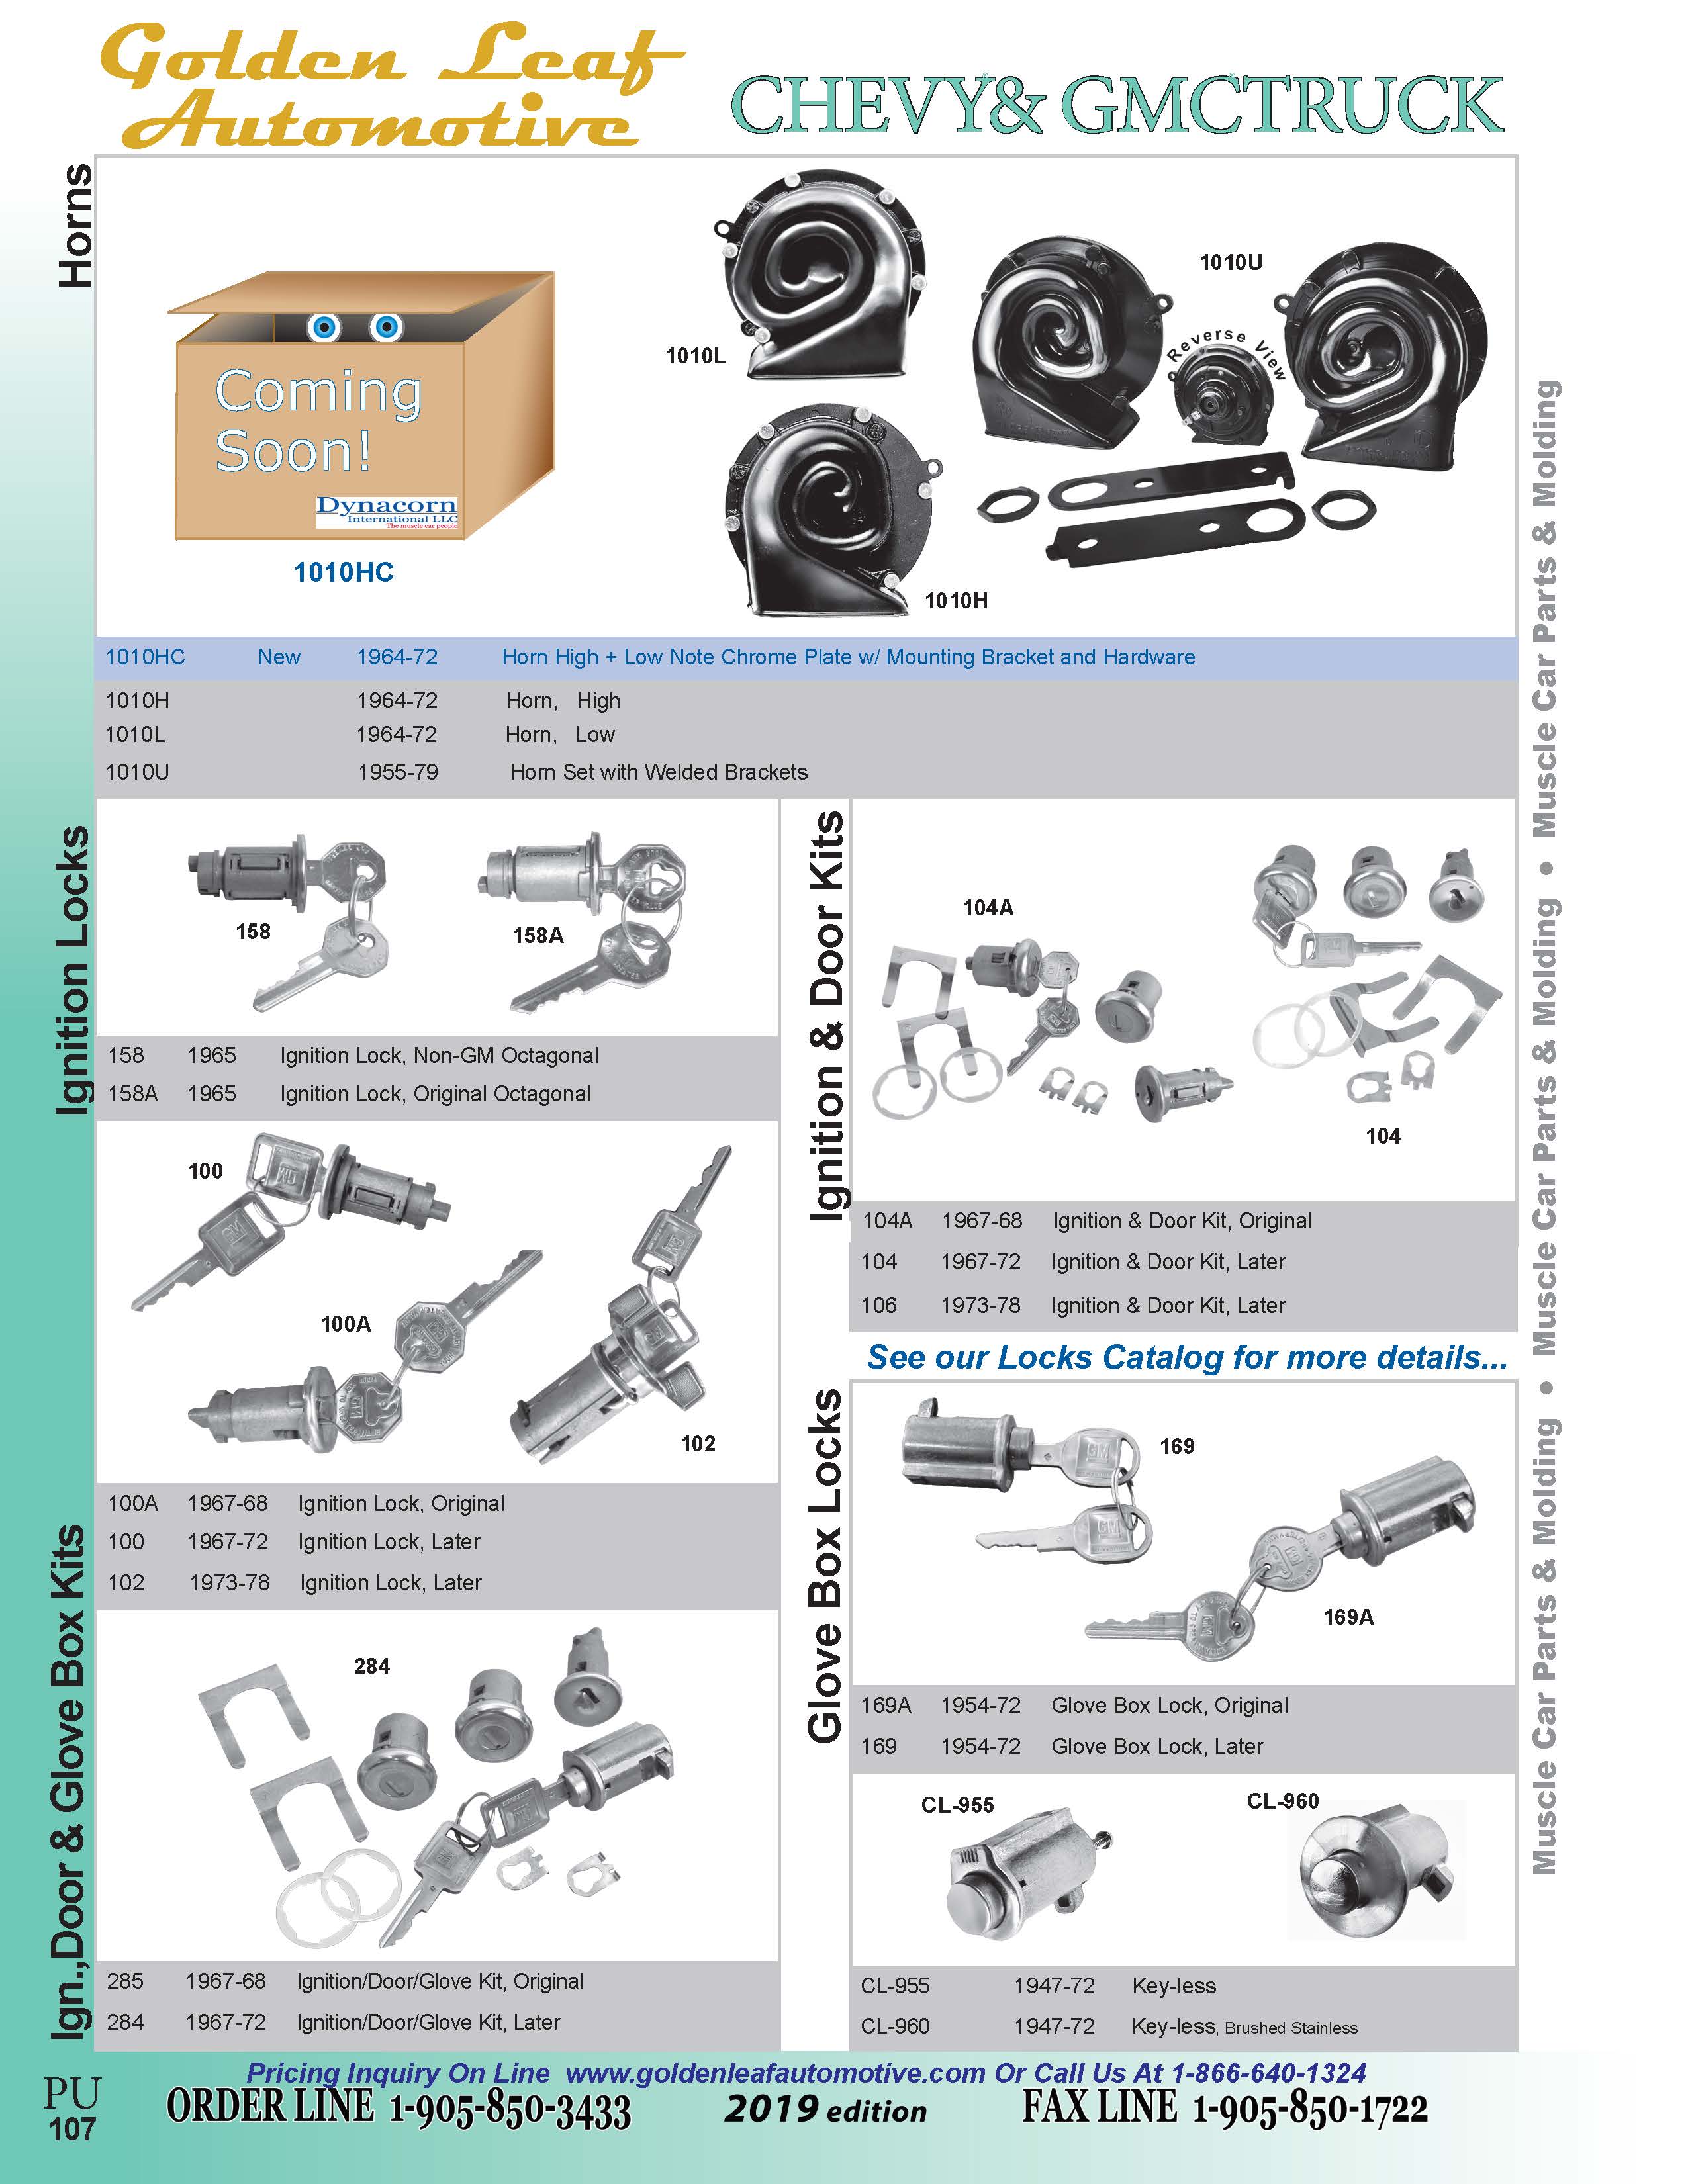 Golden Leaf
Automotive
CHEVY& GMCTRUCK
Horns
Coming
Soon!
Dynacorn
International LLC
The muscle car people
1010HC
1010L
1010H
1010U
Reverse View
1010HC New 1964-72 Horn High + Low Note Chrome Plate w/ Mounting Bracket and Hardware
1010H 1964-72 Horn, High
1010L 1964-72 Horn, Low
1010U 1955-79 Horn Set with Welded Brackets
Ignition Locks
158
158A
158 1965 Ignition Lock, Non-GM Octagonal
158A 1965 Ignition Lock, Original Octagonal
100
100A
102
100A 1967-68 Ignition Lock, Original
100 1967-72 Ignition Lock, Later
102 1973-78 Ignition Lock, Later
Ign.,Door & Glove Box Kits
284
285 1967-68 Ignition/Door/Glove Kit, Original
284 1967-72 Ignition/Door/Glove Kit, Later
Ignition & Door Kits
104A
104
104A 1967-68 Ignition & Door Kit, Original
104 1967-72 Ignition & Door Kit, Later
106 1973-78 Ignition & Door Kit, Later
See our Locks Catalog for more details...
Glove Box Locks
169
169A
169A 1954-72 Glove Box Lock, Original
169 1954-72 Glove Box Lock, Later
CL-955
CL-960
CL-955 1947-72 Key-less
CL-960 1947-72 Key-less, Brushed Stainless
Muscle Car Parts & Molding • Muscle Car Parts & Molding • Muscle Car Parts & Molding
Pricing Inquiry On Line www.goldenleafautomotive.com Or Call Us At 1-866-640-1324
PU
107
ORDER LINE 1-905-850-3433
2019 edition
FAX LINE 1-905-850-1722